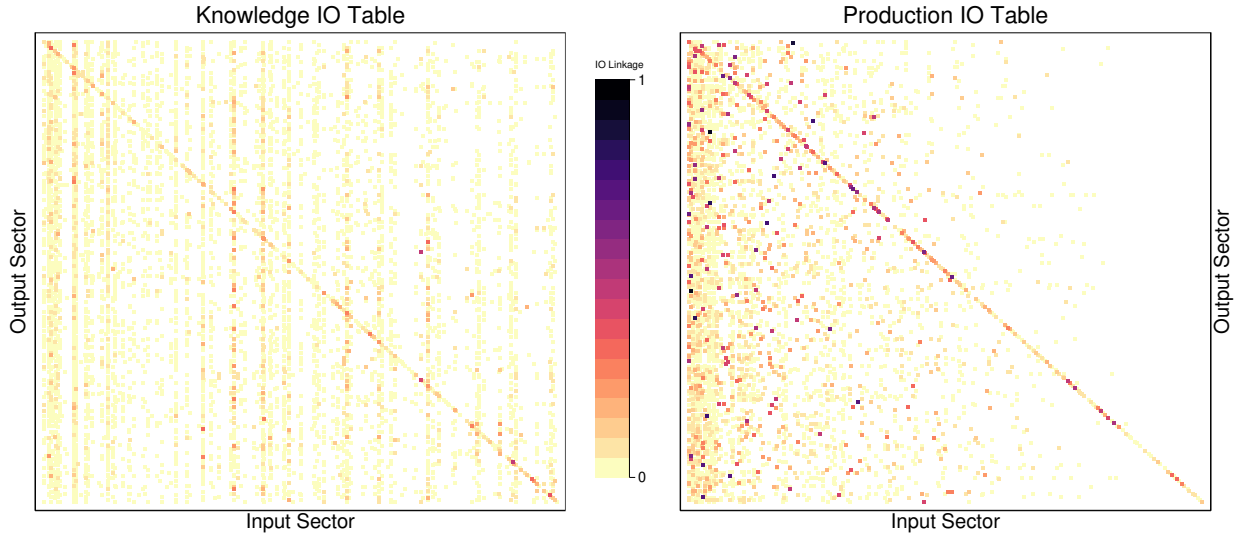 Knowledge IO Table
Production IO Table
IO Linkage
1
0
Output Sector
Output Sector
Input Sector
Input Sector